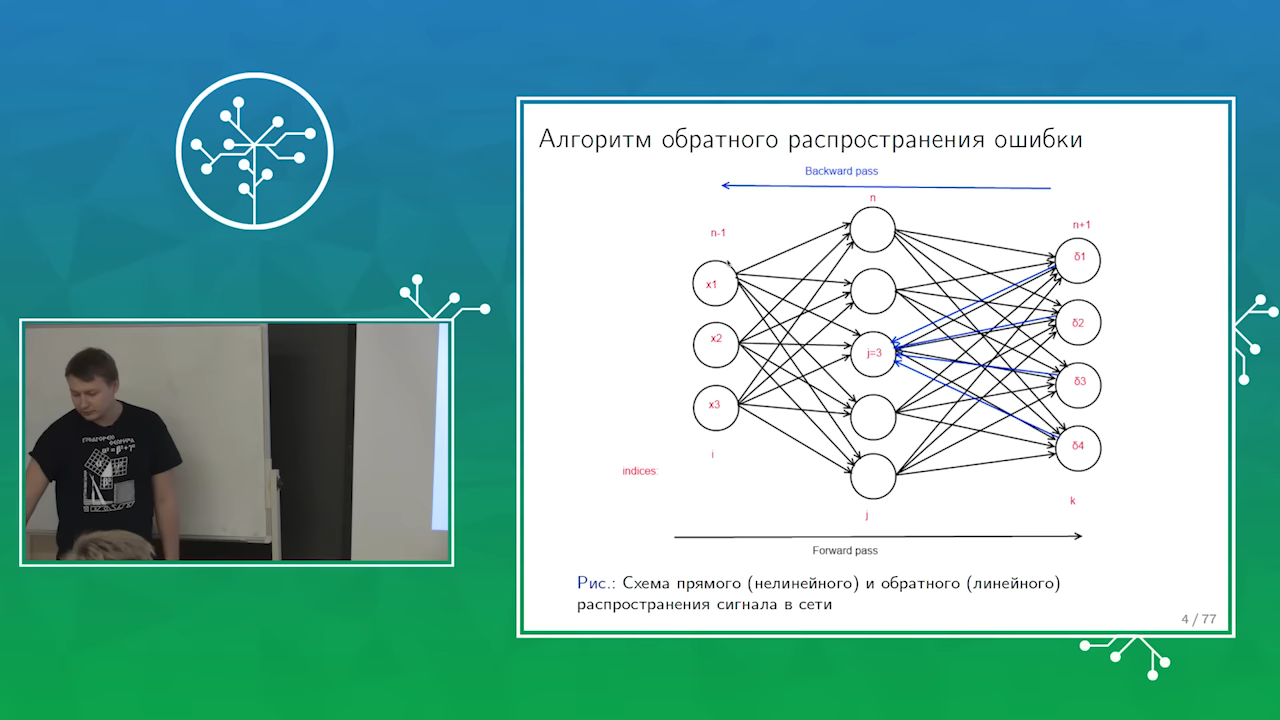 Алгоритм обратного распространения ошибки
Backward pass
n
n-1
n+1
x1
x2
x3
j=3
δ1
δ2
δ3
δ4
i
indices:
j
k
Forward pass
Рис.: Схема прямого (нелинейного) и обратного (линейного)
распространения сигнала в сети
4 / 77